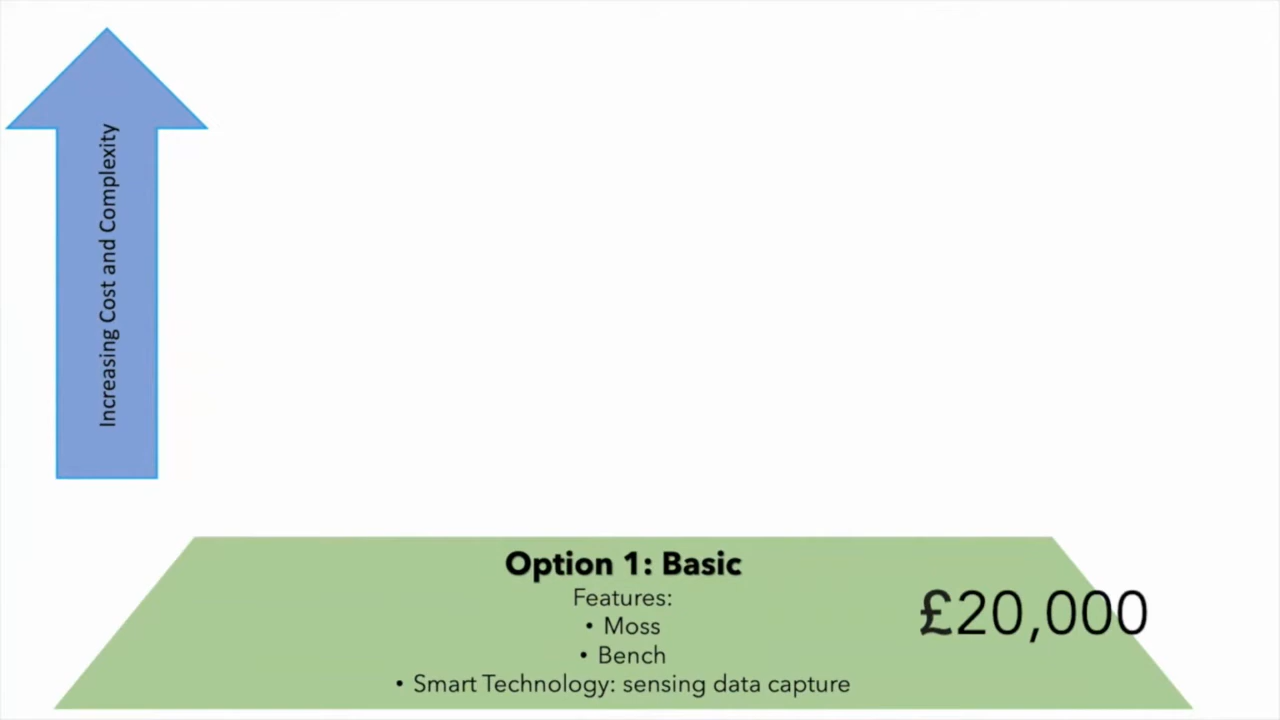 Increasing Cost and Complexity
Option 1: Basic
Features:
• Moss
• Bench
• Smart Technology: sensing data capture
£20,000